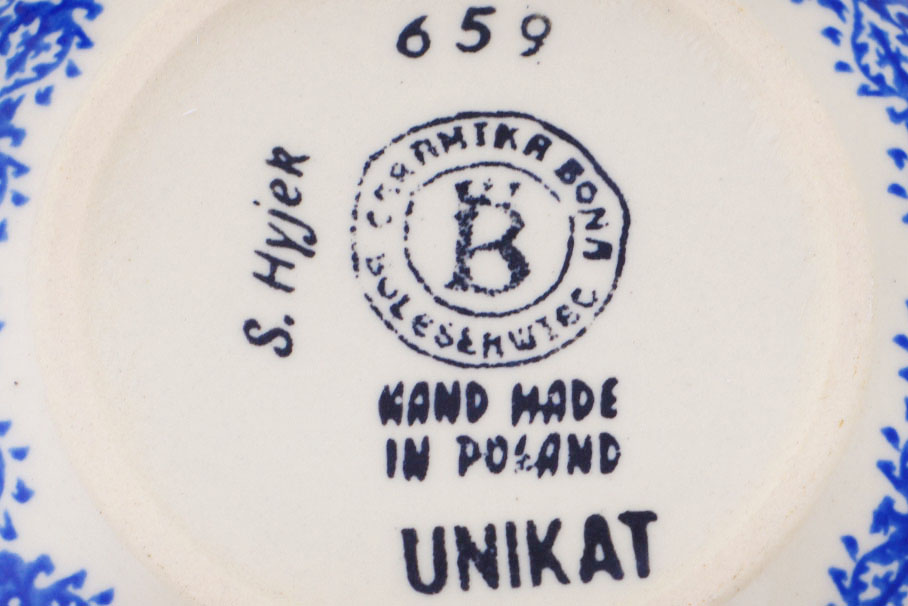 659
CERAMIKA BONA
BOLESŁAWIEC
B
S. Hyjek
HAND MADE
IN POLAND
UNIKAT